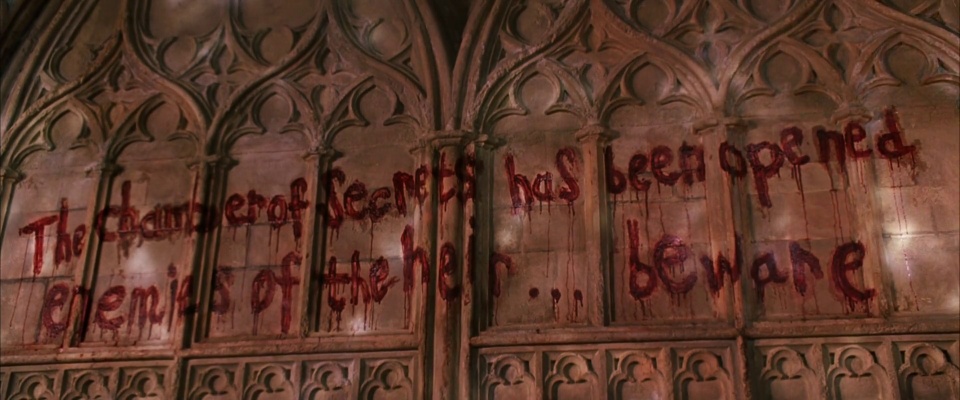 The chamber of Secrets has been opened
enemies of the heir... beware